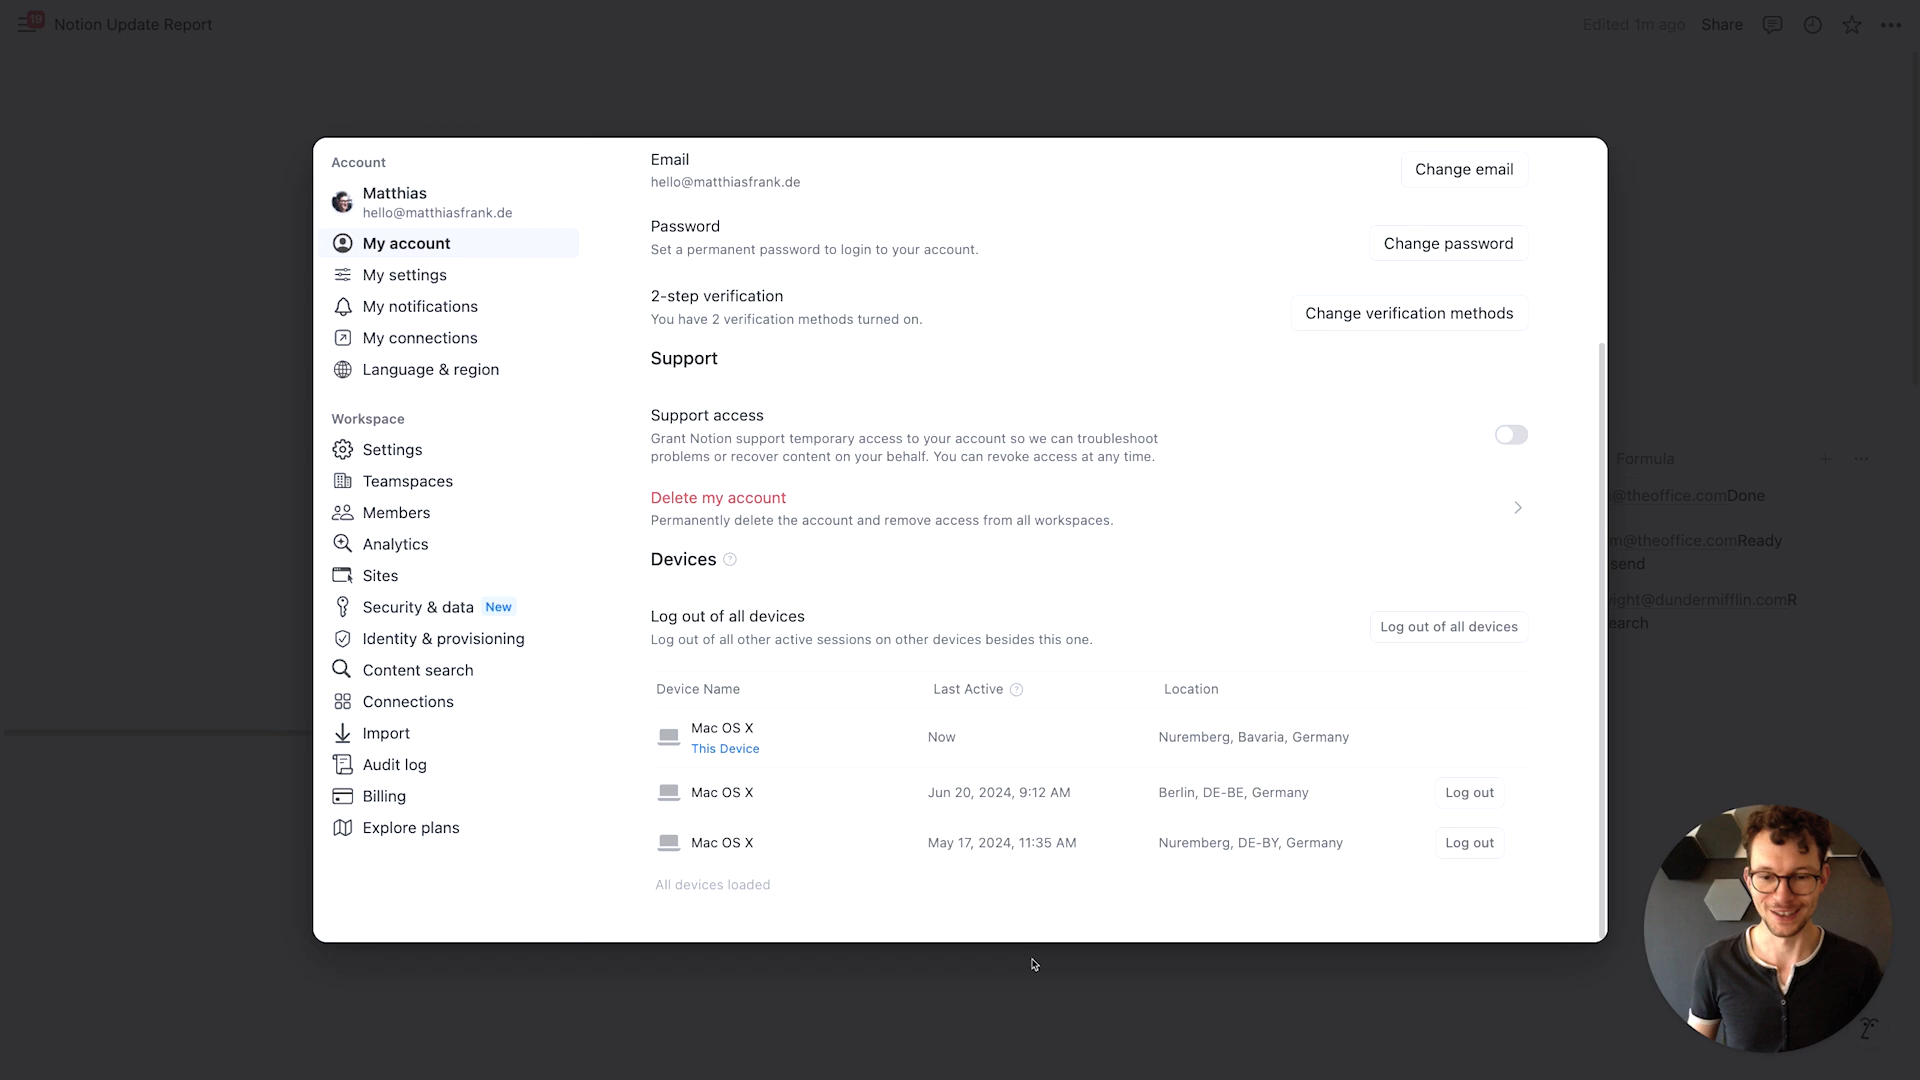 19
Notion Update Report
Edited 1m ago
Share
Account
Matthias
hello@matthiasfrank.de
My account
My settings
My notifications
My connections
Language & region
Workspace
Settings
Teamspaces
Members
Analytics
Sites
Security & data New
Identity & provisioning
Content search
Connections
Import
Audit log
Billing
Explore plans
Email
hello@matthiasfrank.de
Change email
Password
Set a permanent password to login to your account.
Change password
2-step verification
You have 2 verification methods turned on.
Change verification methods
Support
Support access
Grant Notion support temporary access to your account so we can troubleshoot
problems or recover content on your behalf. You can revoke access at any time.
Delete my account
Permanently delete the account and remove access from all workspaces.
Devices
Log out of all devices
Log out of all other active sessions on other devices besides this one.
Log out of all devices
Device Name Last Active Location
Mac OS X
This Device
Now
Nuremberg, Bavaria, Germany
Mac OS X Jun 20, 2024, 9:12 AM Berlin, DE-BE, Germany Log out
Mac OS X May 17, 2024, 11:35 AM Nuremberg, DE-BY, Germany Log out
All devices loaded
Formula
@theoffice.comDone
m@theoffice.comReady
send
ight@dundermifflin.comR
earch